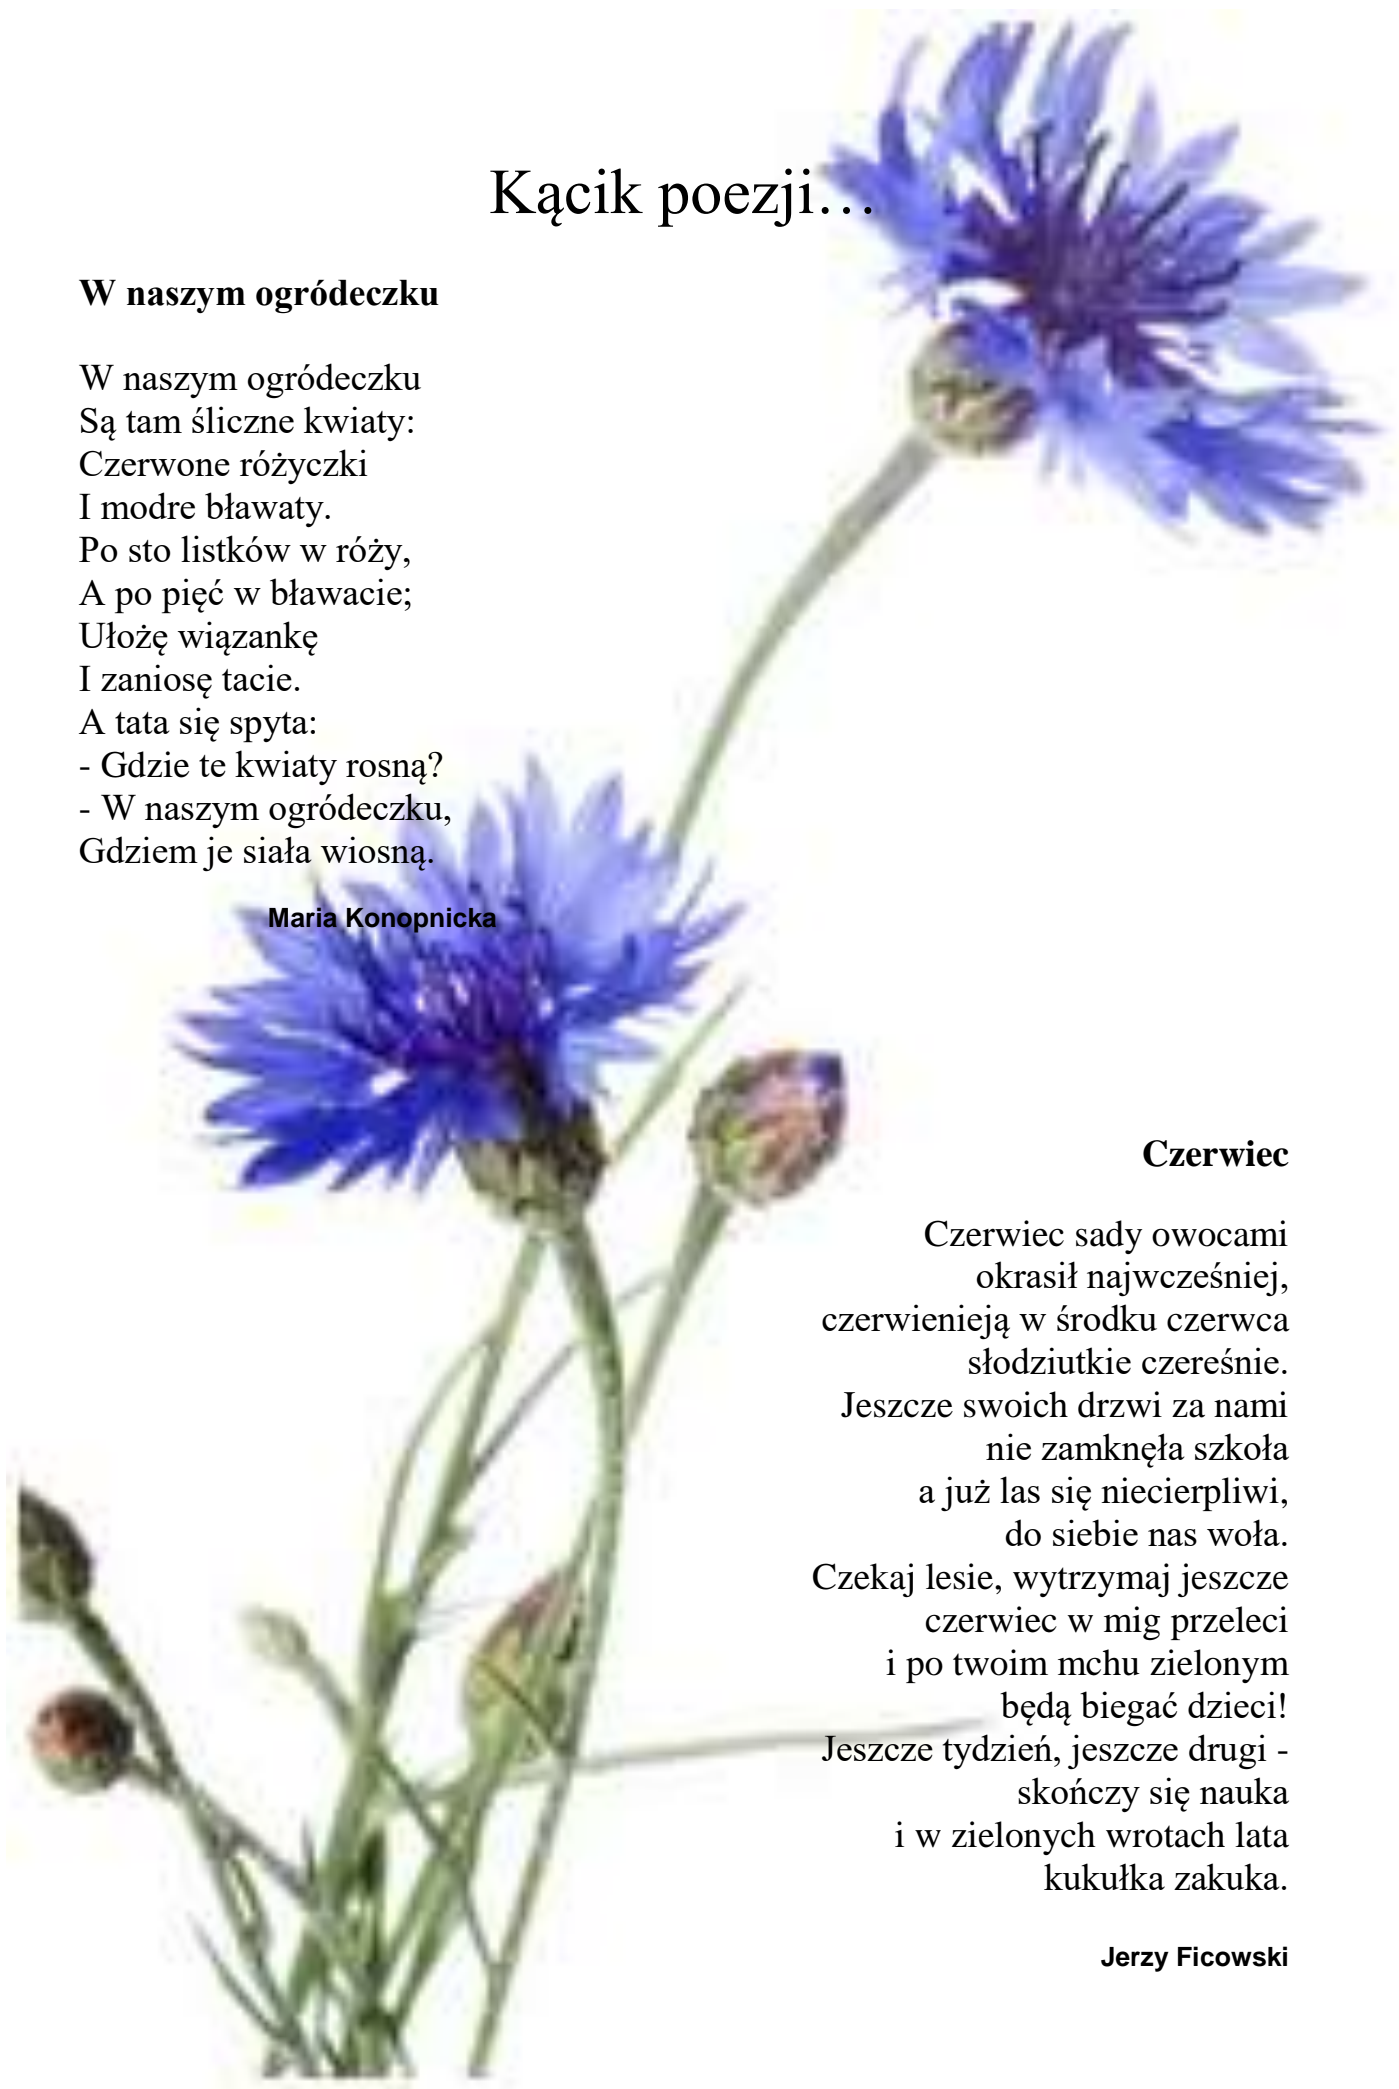 Kącik poezji…
W naszym ogródeczku
W naszym ogródeczku
Są tam śliczne kwiaty:
Czerwone różyczki
I modre bławaty.
Po sto listków w róży,
A po pięć w bławacie;
Ułożę wiązankę
I zaniosę tacie.
A tata się spyta:
- Gdzie te kwiaty rosną?
- W naszym ogródeczku,
Gdziem je siała wiosną.
Maria Konopnicka
Czerwiec
Czerwiec sady owocami
okrasił najwcześniej,
czerwienieją w środku czerwca
słodziutkie czereśnie.
Jeszcze swoich drzwi za nami
nie zamknęła szkoła
a już las się niecierpliwi,
do siebie nas woła.
Czekaj lesie, wytrzymaj jeszcze
czerwiec w mig przeleci
i po twoim mchu zielonym
będą biegać dzieci!
Jeszcze tydzień, jeszcze drugi -
skończy się nauka
i w zielonych wrotach lata
kukułka zakuka.
Jerzy Ficowski